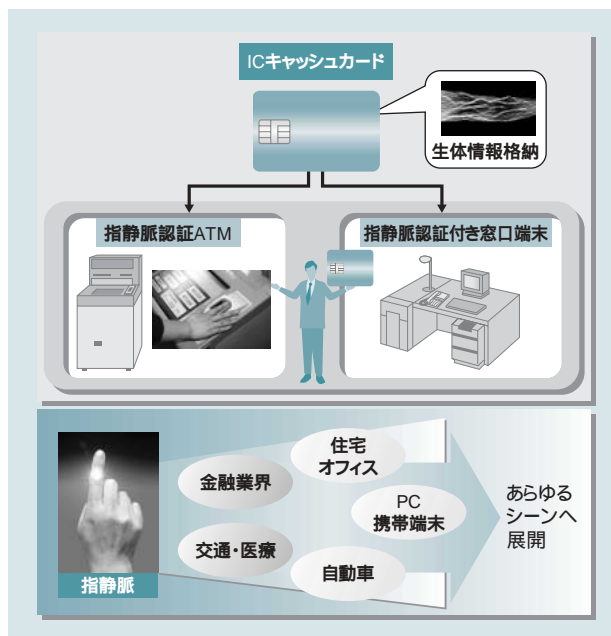 ICキャッシュカード
生体情報格納
指静脈認証ATM
指静脈認証付き窓口端末
住宅
オフィス
金融業界
PC
携帯端末
交通・医療
自動車
指静脈
あらゆる
シーンへ
展開